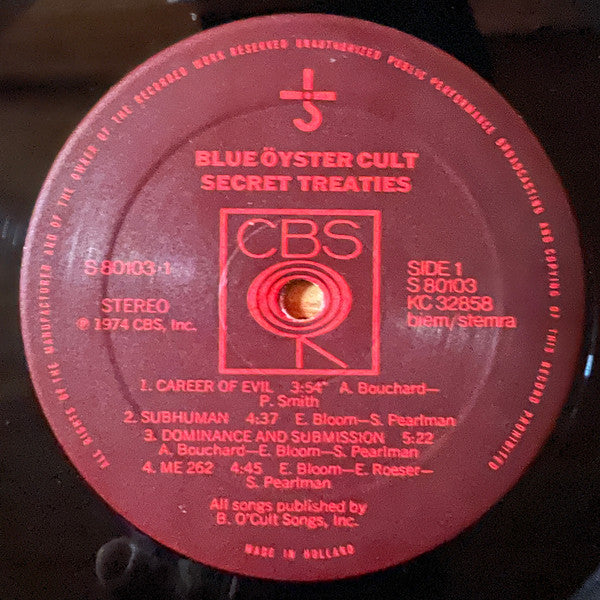 ALL RIGHTS OF THE MANUFACTURER AND OF THE OWNER OF THE RECORDED WORK RESERVED UNAUTHORIZED PUBLIC PERFORMANCE BROADCASTING AND COPYING OF THIS RECORD PROHIBITED
BLUE ÖYSTER CULT
SECRET TREATIES
CBS
S 80103-1
STEREO
℗ 1974 CBS, Inc.
SIDE 1
S 80103
KC 32858
biem/stemra
1. CAREER OF EVIL 3:54" A. Bouchard—
P. Smith
2. SUBHUMAN 4:37 E. Bloom—S. Pearlman
3. DOMINANCE AND SUBMISSION 5:22
A. Bouchard—E. Bloom—S. Pearlman
4. ME 262 4:45 E. Bloom—E. Roeser—
S. Pearlman
All songs published by
B. O'Cult Songs, Inc.
MADE IN HOLLAND